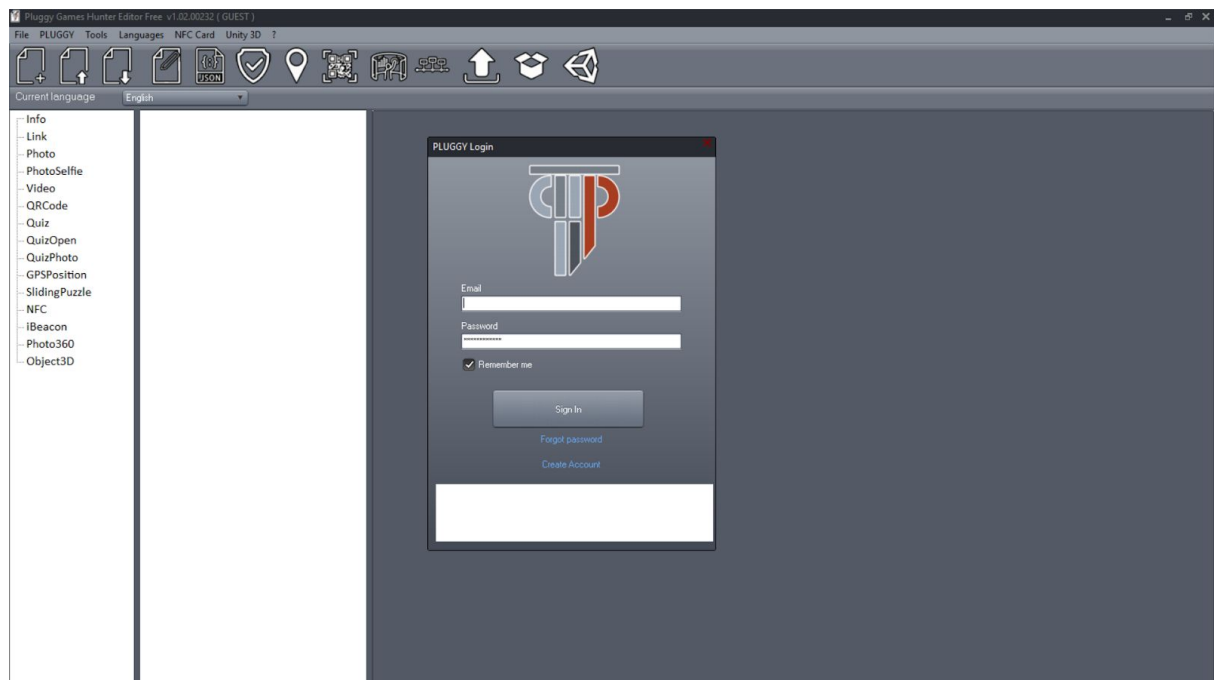 Pluggy Games Hunter Editor Free v1.02.00232 ( GUEST )
File PLUGGY Tools Languages NFC Card Unity 3D ?
{8}
JSON
Current language English
Info
Link
Photo
PhotoSelfie
Video
QRCode
Quiz
QuizOpen
QuizPhoto
GPSPosition
SlidingPuzzle
NFC
iBeacon
Photo360
Object3D
PLUGGY Login
Email
Password
************
Remember me
Sign In
Forgot password
Create Account